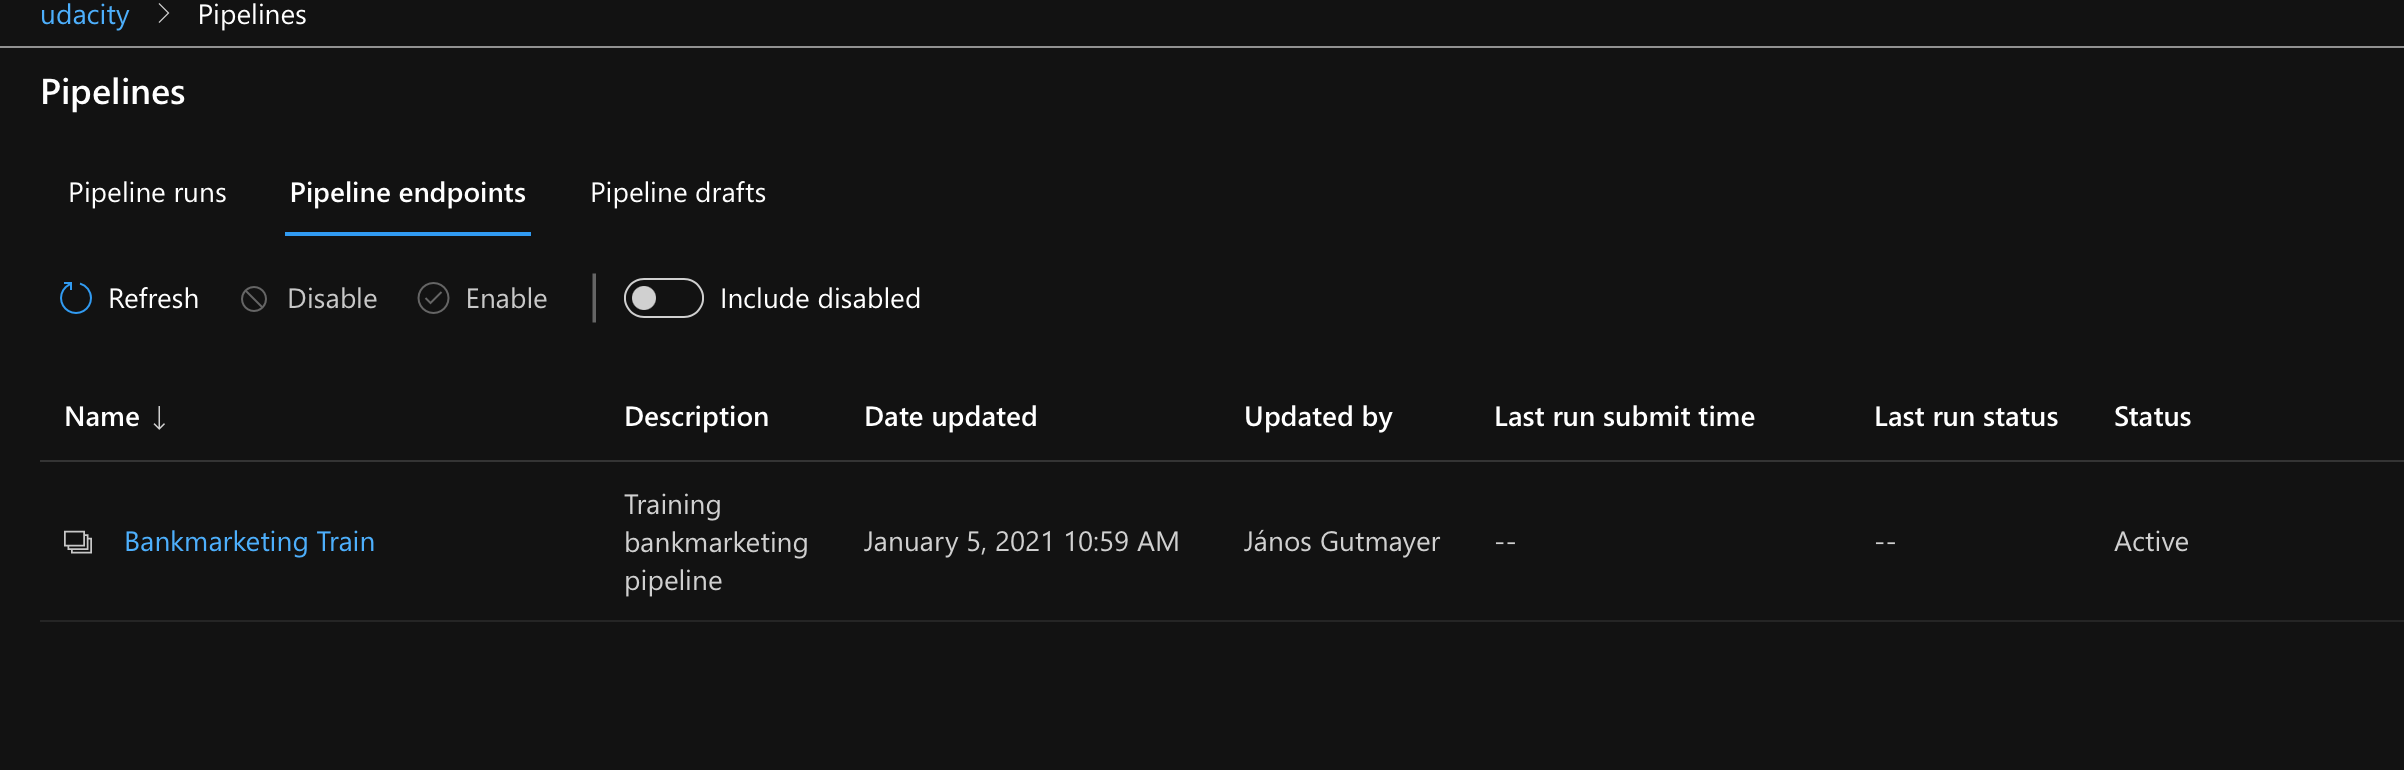 udacity > Pipelines
Pipelines
Pipeline runs Pipeline endpoints Pipeline drafts
Refresh Disable Enable Include disabled
Name ↓ Description Date updated Updated by Last run submit time Last run status Status
Training
Bankmarketing Train bankmarketing January 5, 2021 10:59 AM János Gutmayer -- -- Active
pipeline